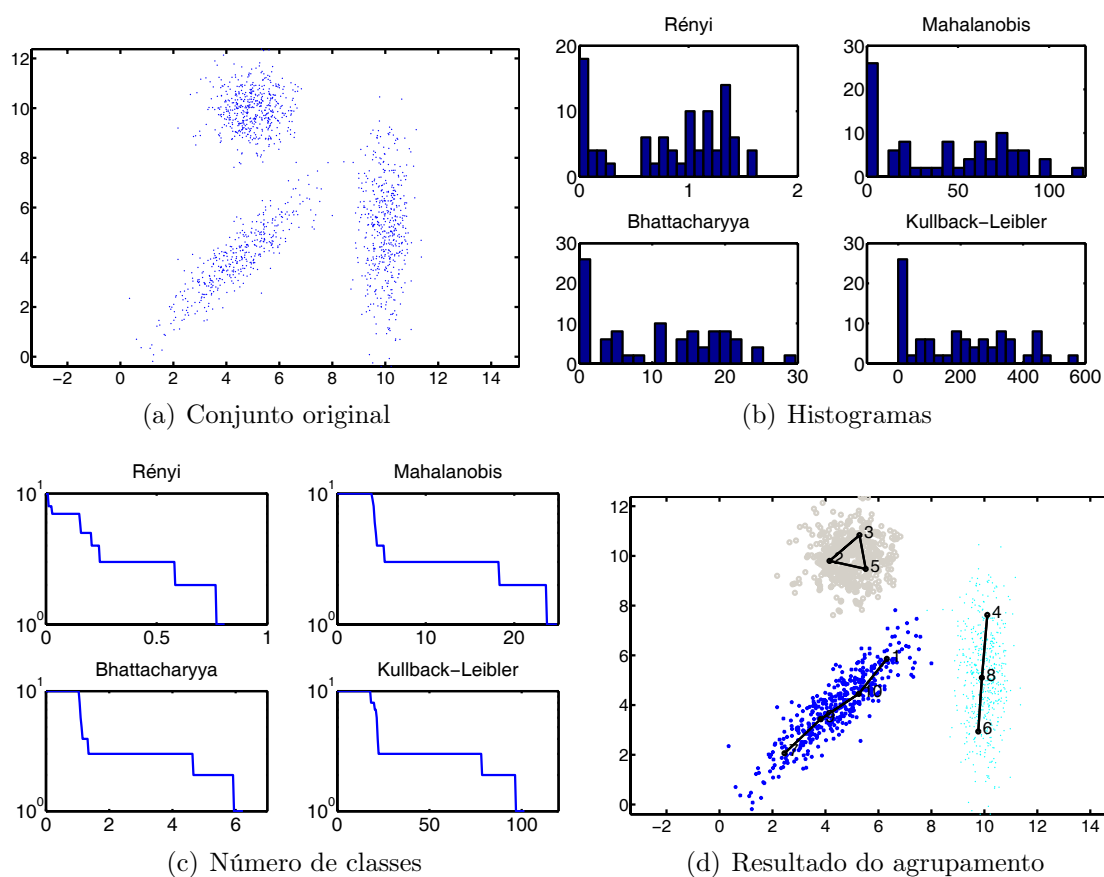 Rényi
Mahalanobis
12
10
8
6
4
2
0
−2 0 2 4 6 8 10 12 14
20
10
0
0 1 2
30
20
10
0
0 50 100
Bhattacharyya
Kullback−Leibler
30
20
10
0
0 10 20 30
30
20
10
0
0 200 400 600
(a) Conjunto original
(b) Histogramas
Rényi
Mahalanobis
10^1
10^0
0 0.5 1
10^1
10^0
0 10 20
Bhattacharyya
Kullback−Leibler
10^1
10^0
0 2 4 6
10^1
10^0
0 50 100
12
10
8
6
4
2
0
−2 0 2 4 6 8 10 12 14
3
5
4
8
6
(c) Número de classes
(d) Resultado do agrupamento